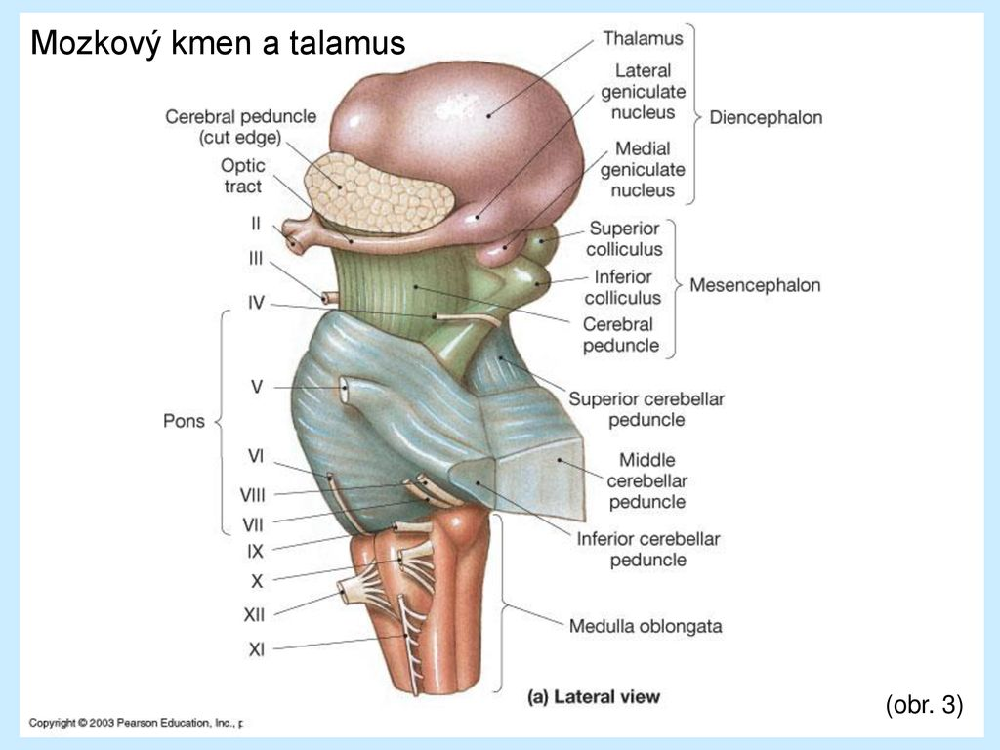 Mozkový kmen a talamus
Thalamus
Lateral
geniculate
nucleus
Diencephalon
Medial
geniculate
nucleus
Cerebral peduncle
(cut edge)
Optic
tract
II
III
IV
Superior
colliculus
Inferior
colliculus
Mesencephalon
Cerebral
peduncle
V
Pons
VI
VIII
VII
IX
X
XII
XI
Superior cerebellar
peduncle
Middle
cerebellar
peduncle
Inferior cerebellar
peduncle
Medulla oblongata
(a) Lateral view
(obr. 3)
Copyright © 2003 Pearson Education, Inc., p